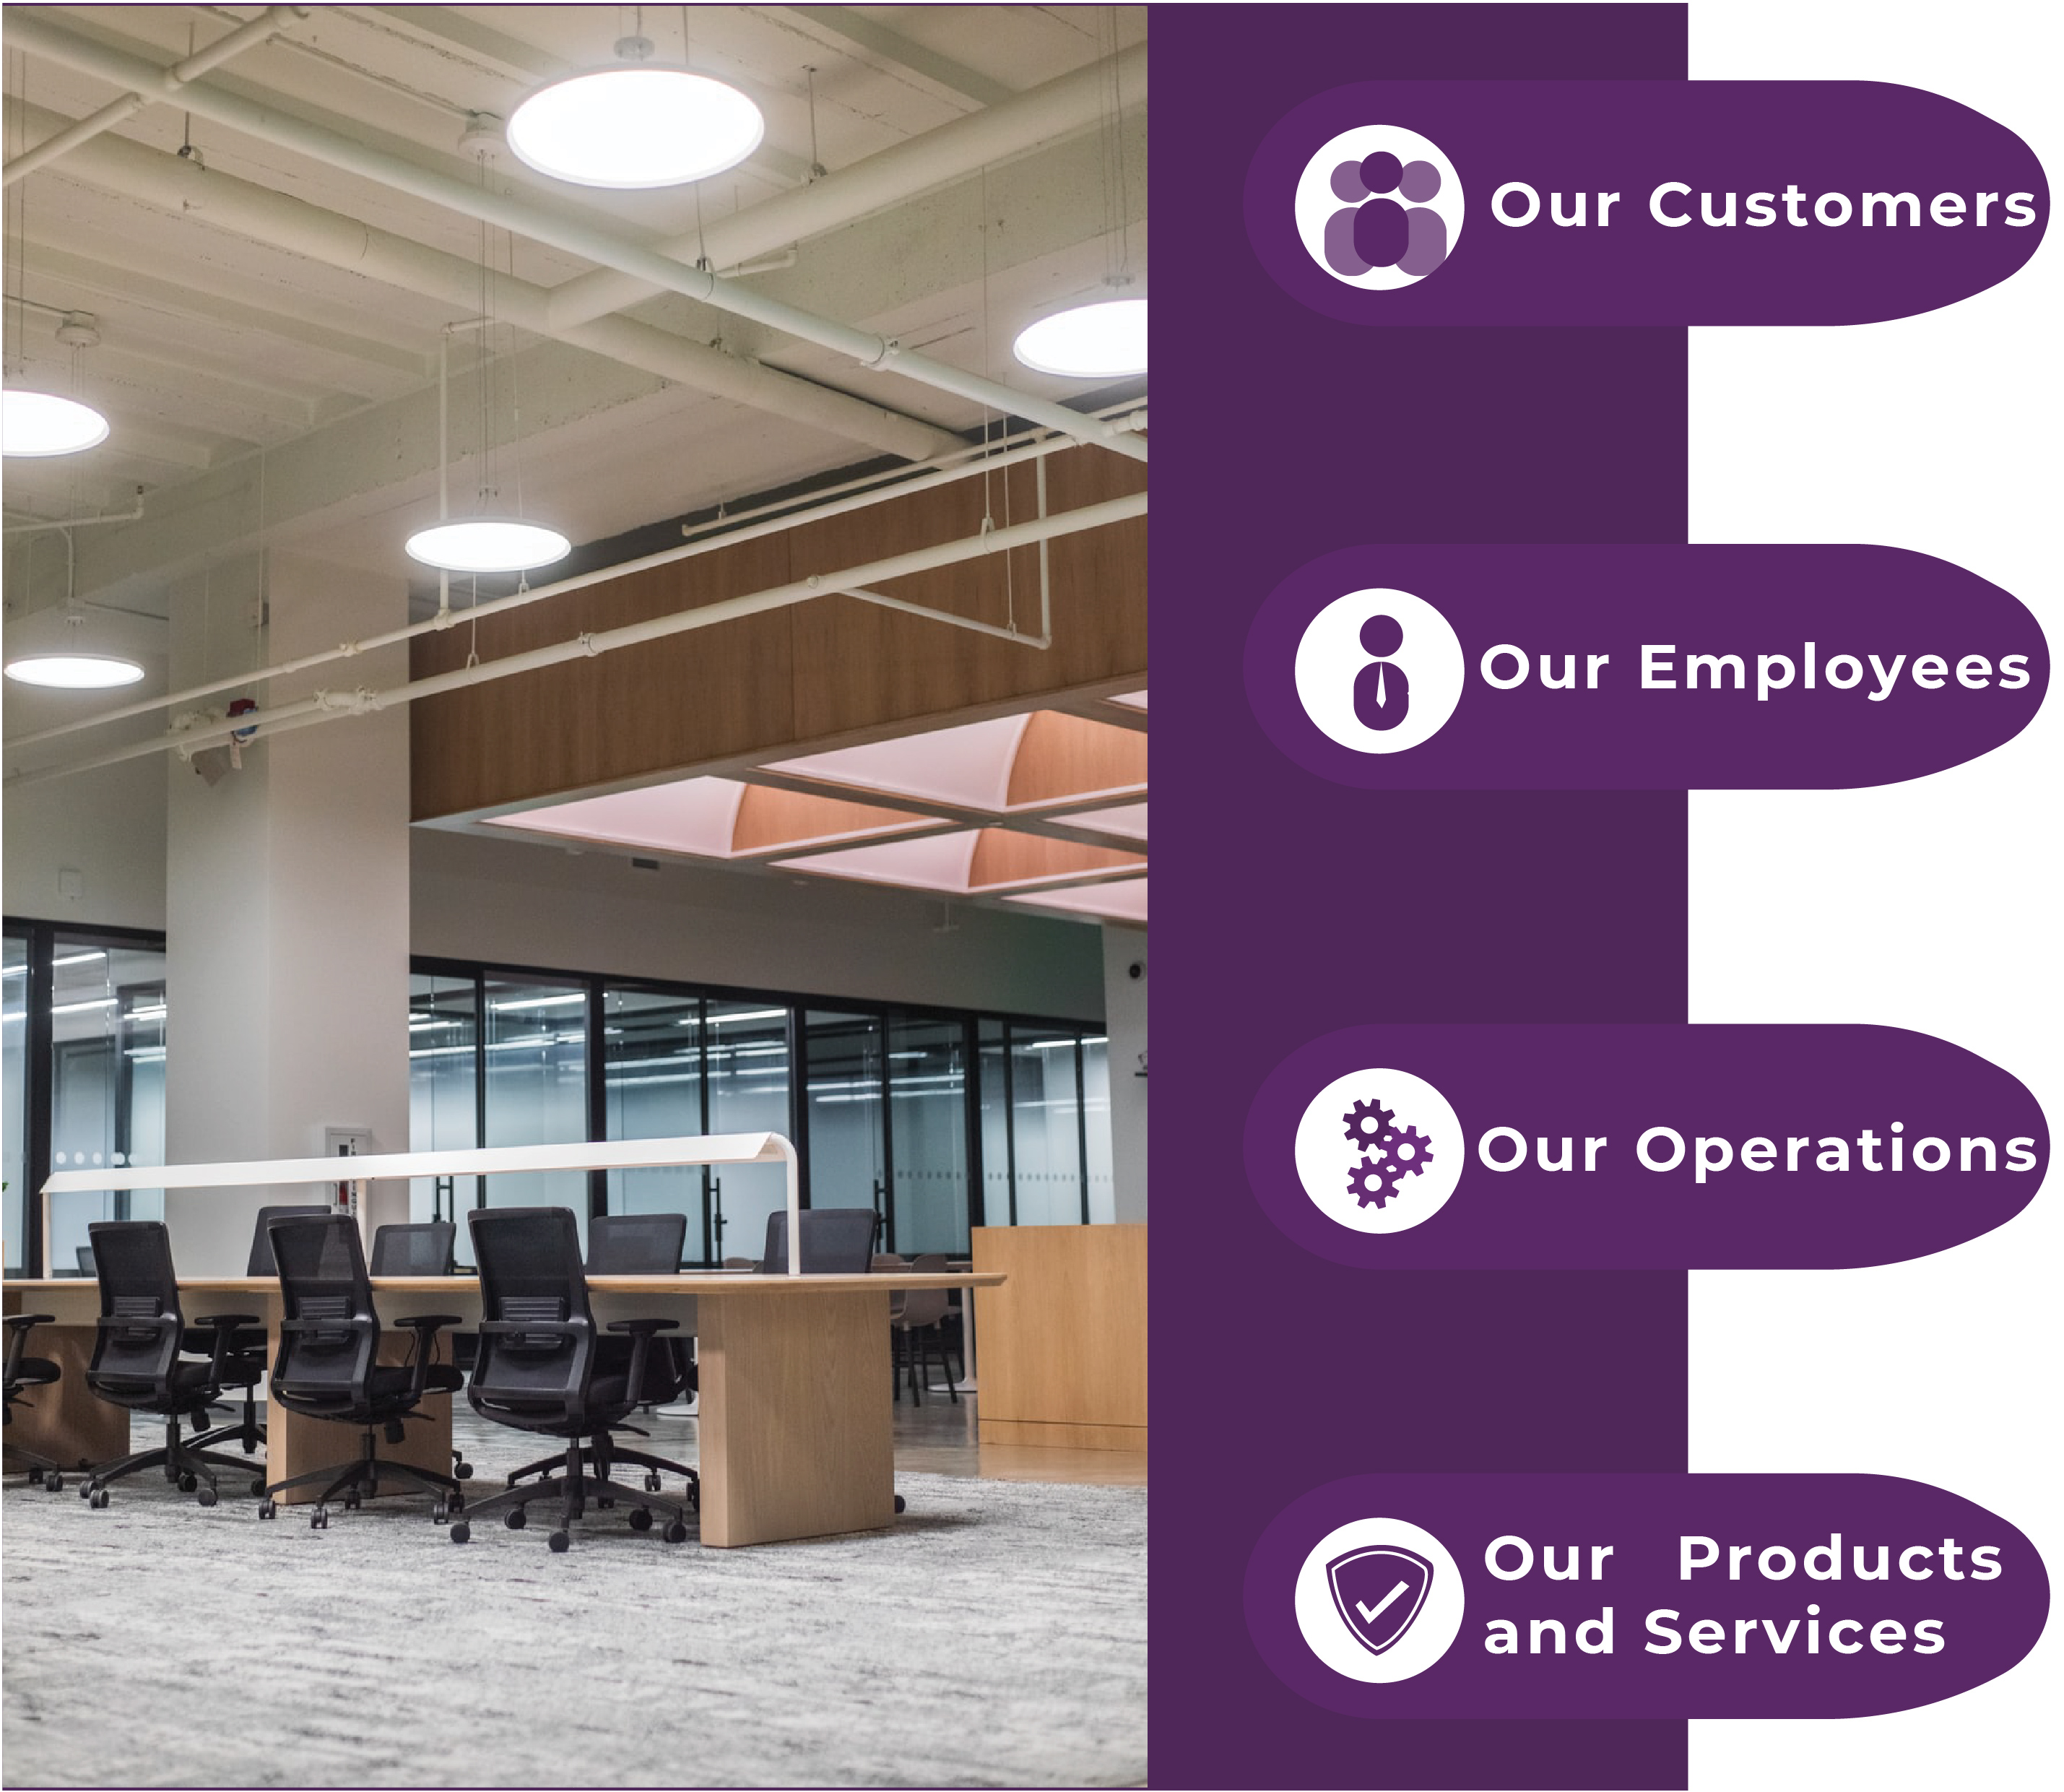 Our Customers
Our Employees
Our Operations
Our Products
and Services